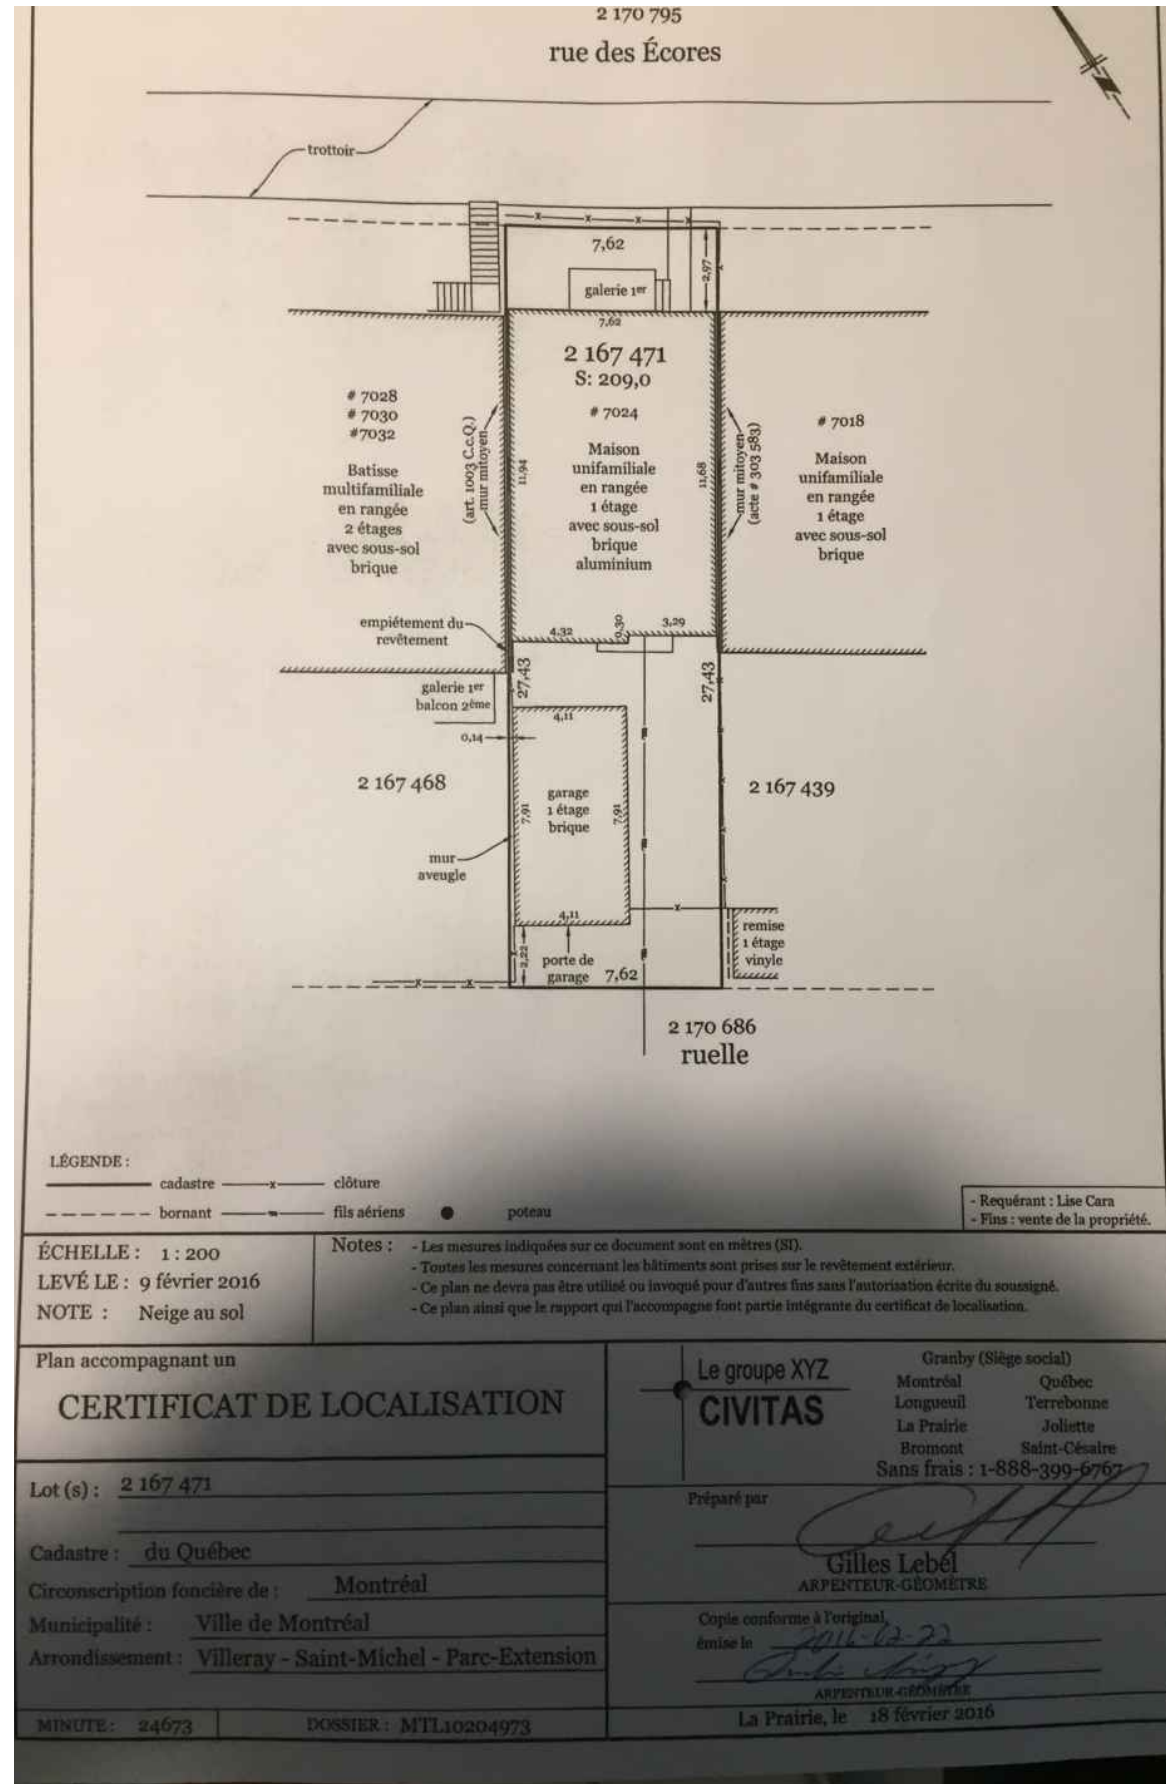 2 170 795
rue des Écores
trottoir
7,62
2,97
galerie 1er
7,62
2 167 471
S: 209,0
# 7028
# 7030
#7032
Batisse
multifamiliale
en rangée
2 étages
avec sous-sol
brique
(art. 1003 C.c.Q.)
mur mitoyen
11,94
# 7024
Maison
unifamiliale
en rangée
1 étage
avec sous-sol
brique
aluminium
11,68
mur mitoyen
(acte # 303 583)
# 7018
Maison
unifamiliale
en rangée
1 étage
avec sous-sol
brique
empiétement du
revêtement
4,32
0,30
3,29
27,43
27,43
galerie 1er
balcon 2ème
4,11
0,14
2 167 468
2 167 439
7,91
garage
1 étage
brique
7,91
mur
aveugle
4,11
2,22
porte de
garage
7,62
remise
1 étage
vinyle
2 170 686
ruelle
LÉGENDE :
cadastre
clôture
bornant
fils aériens
poteau
- Requérant : Lise Cara
- Fins : vente de la propriété.
ÉCHELLE : 1 : 200
LEVÉ LE : 9 février 2016
NOTE : Neige au sol
Notes : - Les mesures indiquées sur ce document sont en mètres (SI).
- Toutes les mesures concernant les bâtiments sont prises sur le revêtement extérieur.
- Ce plan ne devra pas être utilisé ou invoqué pour d'autres fins sans l'autorisation écrite du soussigné.
- Ce plan ainsi que le rapport qui l'accompagne font partie intégrante du certificat de localisation.
Plan accompagnant un
CERTIFICAT DE LOCALISATION
Le groupe XYZ
CIVITAS
Granby (Siège social)
Montréal Québec
Longueuil Terrebonne
La Prairie Joliette
Bromont Saint-Césaire
Sans frais : 1-888-399-6767
Lot (s) : 2 167 471
Cadastre : du Québec
Circonscription foncière de : Montréal
Municipalité : Ville de Montréal
Arrondissement : Villeray - Saint-Michel - Parc-Extension
MINUTE : 24673
DOSSIER : MTL10204973
Préparé par
Gilles Lebel
ARPENTEUR-GÉOMÈTRE
Copie conforme à l'original,
émise le 2016-02-22
ARPENTEUR-GÉOMÈTRE
La Prairie, le 18 février 2016